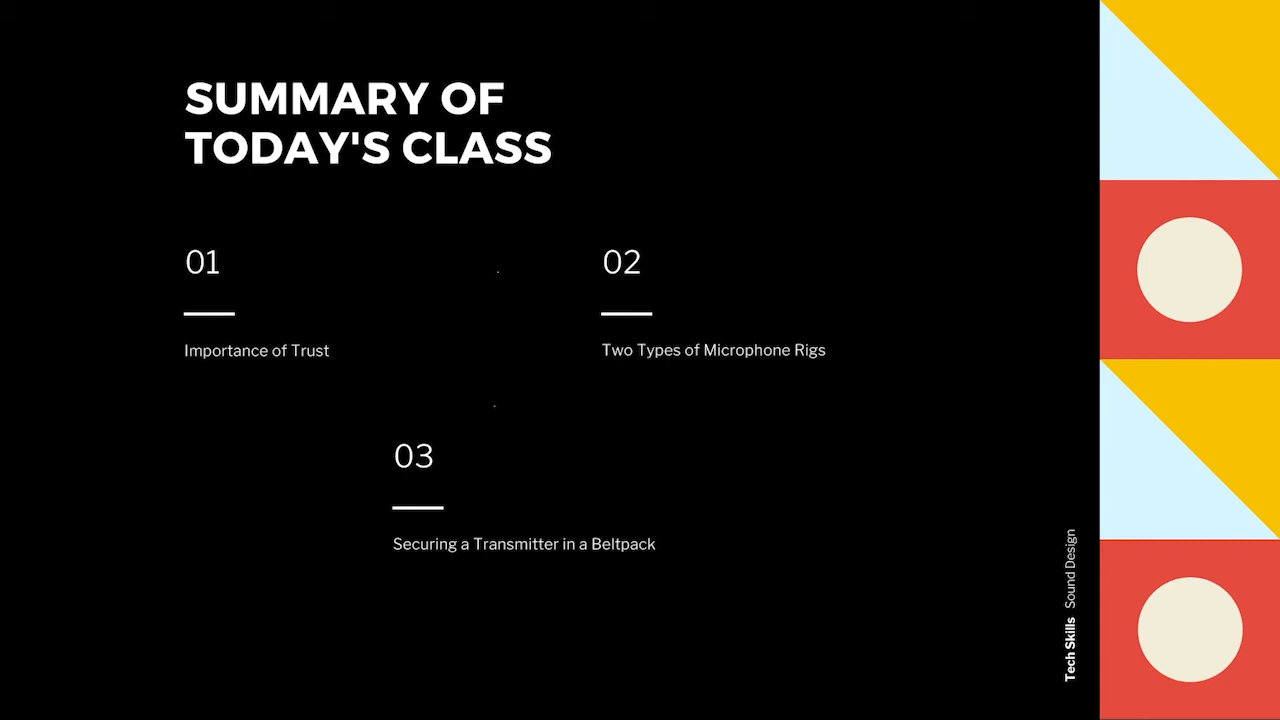 SUMMARY OF
TODAY'S CLASS
01
Importance of Trust
02
Two Types of Microphone Rigs
03
Securing a Transmitter in a Beltpack
Tech Skills Sound Design